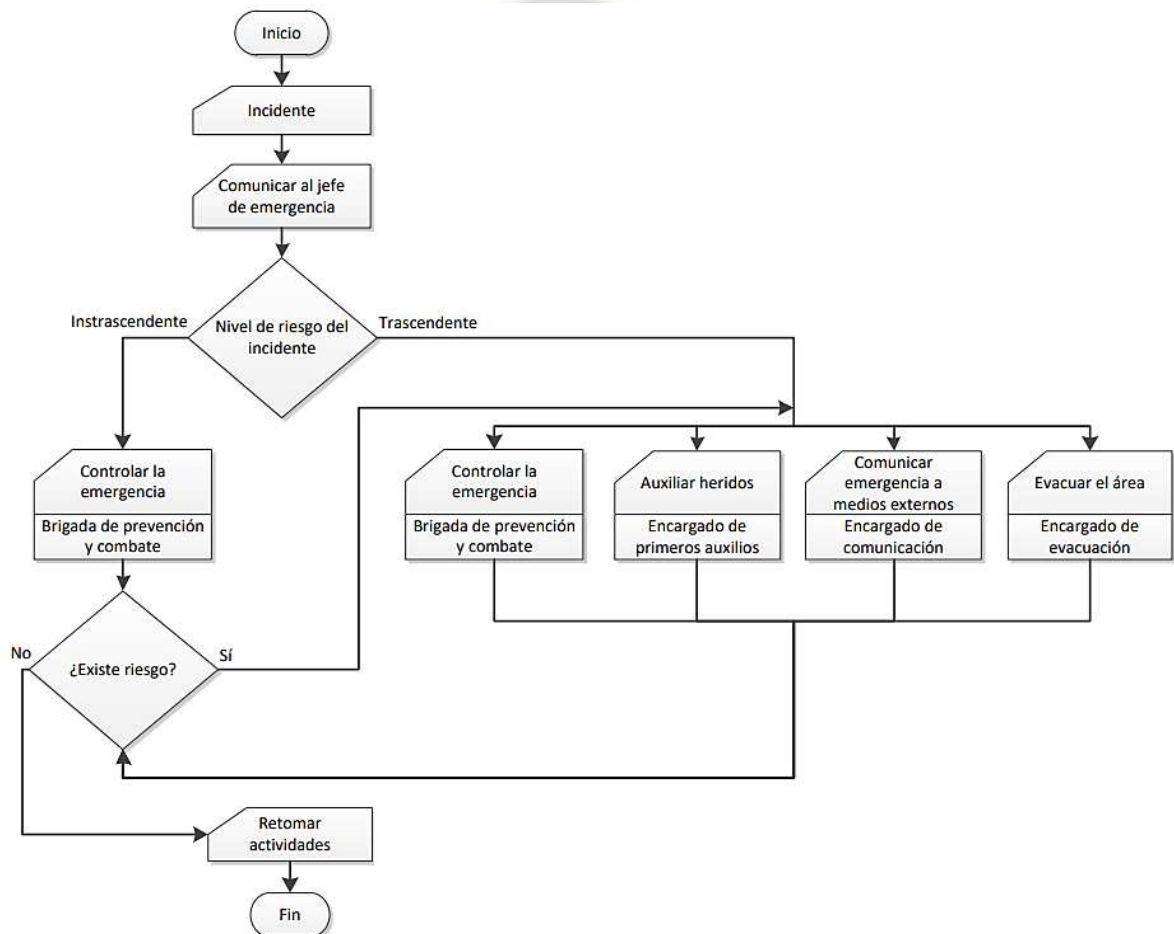 Inicio
Incidente
Comunicar al jefe
de emergencia
Nivel de riesgo del
incidente
Instrascendente
Trascendente
Controlar la
emergencia
Brigada de prevención
y combate
Controlar la
emergencia
Brigada de prevención
y combate
Auxiliar heridos
Encargado de
primeros auxilios
Comunicar
emergencia a
medios externos
Encargado de
comunicación
Evacuar el área
Encargado de
evacuación
¿Existe riesgo?
No
Sí
Retomar
actividades
Fin